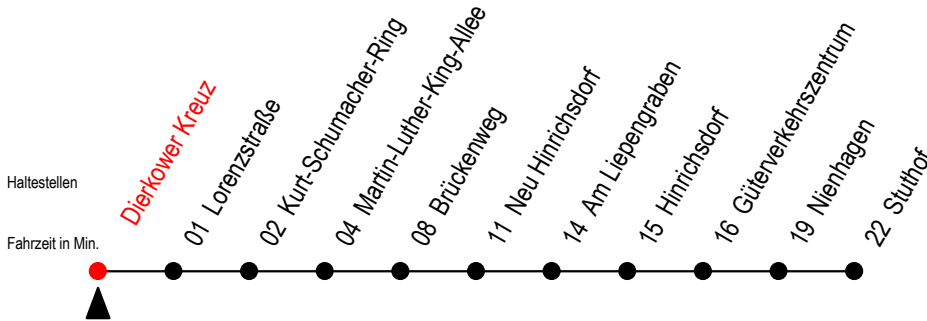 Haltestellen
Fahrzeit in Min.
Dierkower Kreuz
01 Lorenzstraße
02 Kurt-Schumacher-Ring
04 Martin-Luther-King-Allee
08 Brückenweg
11 Neu Hinrichsdorf
14 Am Liepengraben
15 Hinrichsdorf
16 Güterverkehrszentrum
19 Nienhagen
22 Stuthof